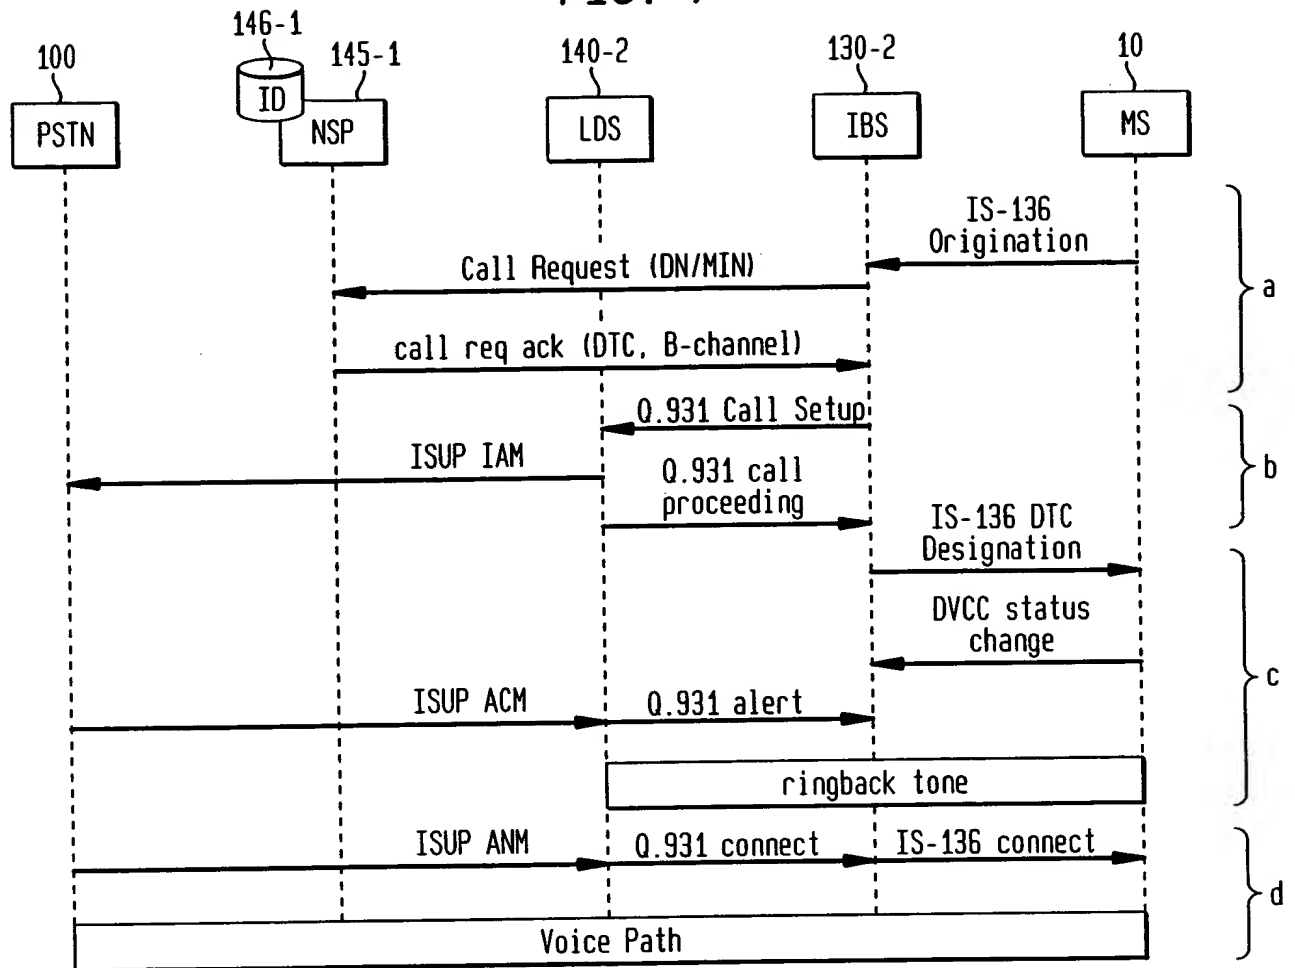 146-1
100
145-1
140-2
130-2
10
ID
PSTN
NSP
LDS
IBS
MS
IS-136
Origination
Call Request (DN/MIN)
a
call req ack (DTC, B-channel)
Q.931 Call Setup
ISUP IAM
Q.931 call
proceeding
b
IS-136 DTC
Designation
DVCC status
change
c
ISUP ACM
Q.931 alert
ringback tone
ISUP ANM
Q.931 connect
IS-136 connect
d
Voice Path